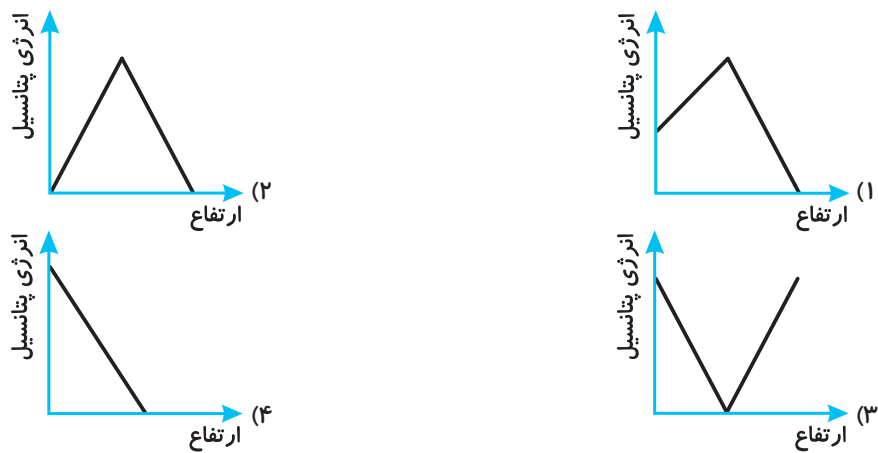 انرژی پتانسیل
ارتفاع
۱)
انرژی پتانسیل
ارتفاع
۲)
انرژی پتانسیل
ارتفاع
۳)
انرژی پتانسیل
ارتفاع
۴)